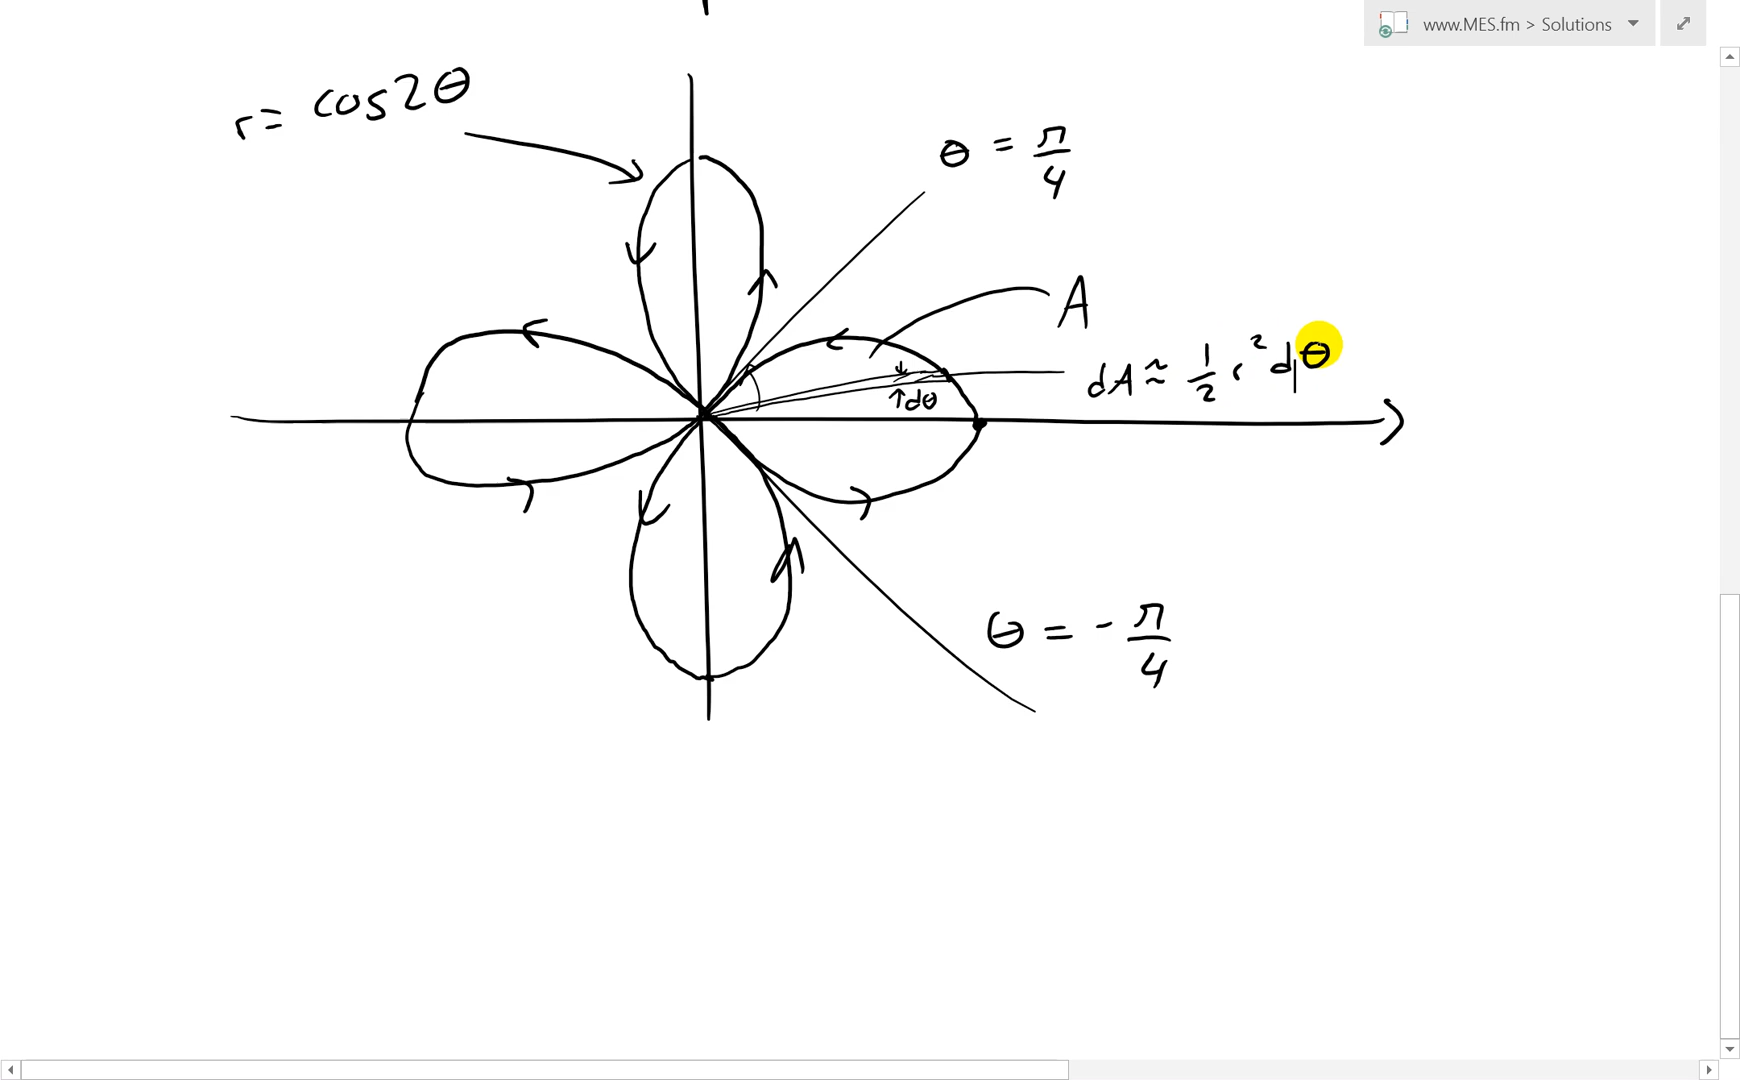 www.MES.fm > Solutions
r = cos2θ
θ = π/4
A
dA ≈ 1/2 r² dθ
dθ
θ = - π/4